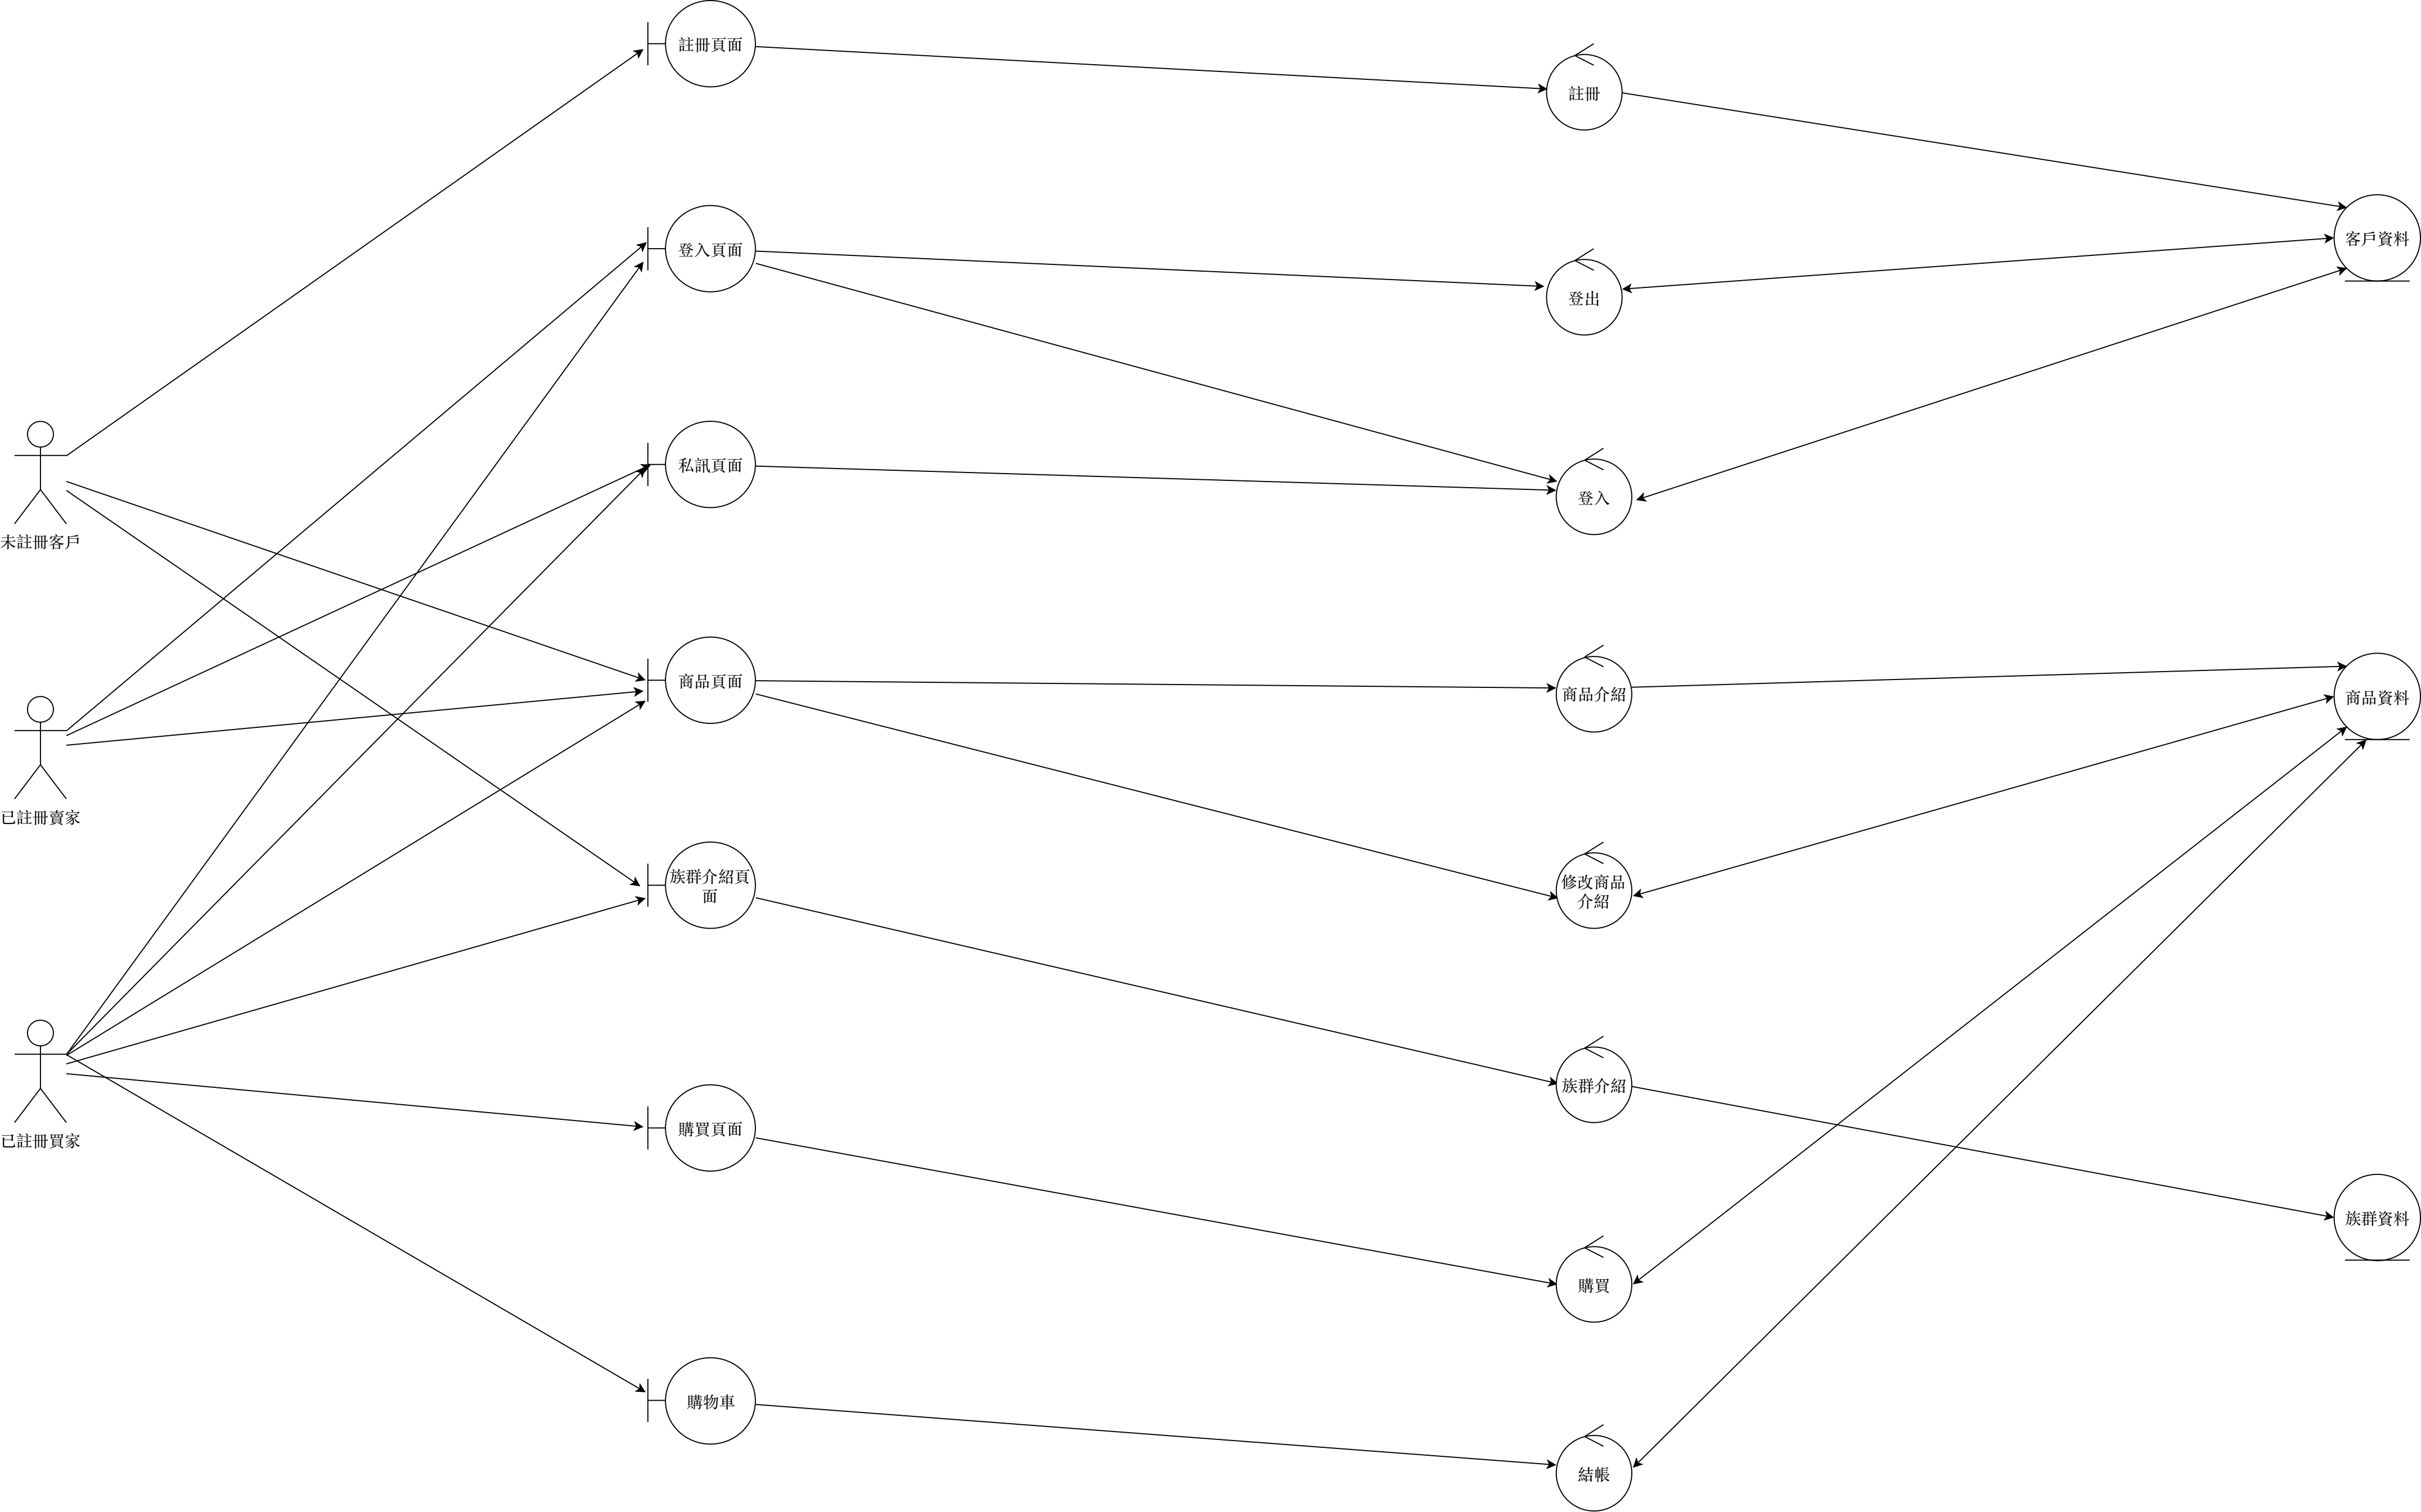 註冊頁面
註冊
登入頁面
客戶資料
登出
私訊頁面
登入
未註冊客戶
商品頁面
商品介紹
商品資料
已註冊賣家
族群介紹頁
面
修改商品
介紹
族群介紹
購買頁面
已註冊買家
族群資料
購買
購物車
結帳